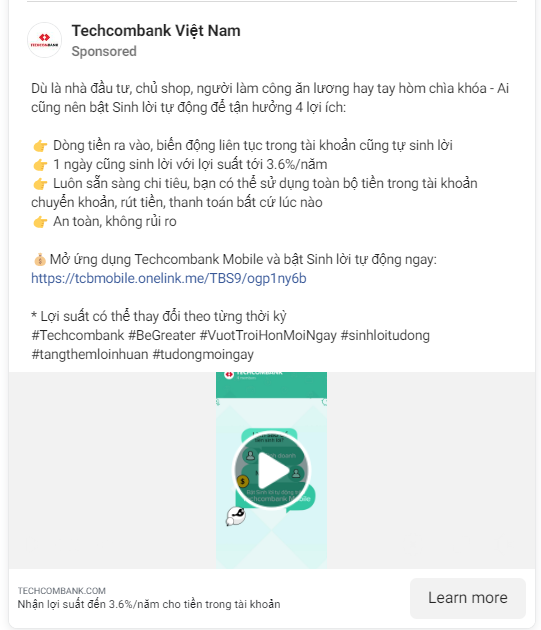 Techcombank Việt Nam
Sponsored
TECHCOMBANK
Dù là nhà đầu tư, chủ shop, người làm công ăn lương hay tay hòm chìa khóa - Ai
cũng nên bật Sinh lời tự động để tận hưởng 4 lợi ích:
👉 Dòng tiền ra vào, biến động liên tục trong tài khoản cũng tự sinh lời
👉 1 ngày cũng sinh lời với lợi suất tới 3.6%/năm
👉 Luôn sẵn sàng chi tiêu, bạn có thể sử dụng toàn bộ tiền trong tài khoản
chuyển khoản, rút tiền, thanh toán bất cứ lúc nào
👉 An toàn, không rủi ro
💰Mở ứng dụng Techcombank Mobile và bật Sinh lời tự động ngay:
https://tcbmobile.onelink.me/TBS9/ogp1ny6b
* Lợi suất có thể thay đổi theo từng thời kỳ
#Techcombank #BeGreater #VuotTroiHonMoiNgay #sinhloitudong
#tangthemloinhuan #tudongmoingay
TECHCOMBANK
TECHCOMBANK.COM
Nhận lợi suất đến 3.6%/năm cho tiền trong tài khoản
Learn more